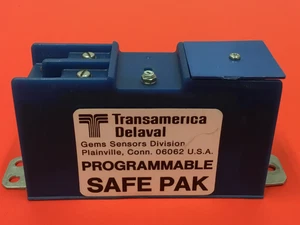 Transamerica
Delaval
Gems Sensors Division
Plainville, Conn. 06062 U.S.A.
PROGRAMMABLE
SAFE PAK